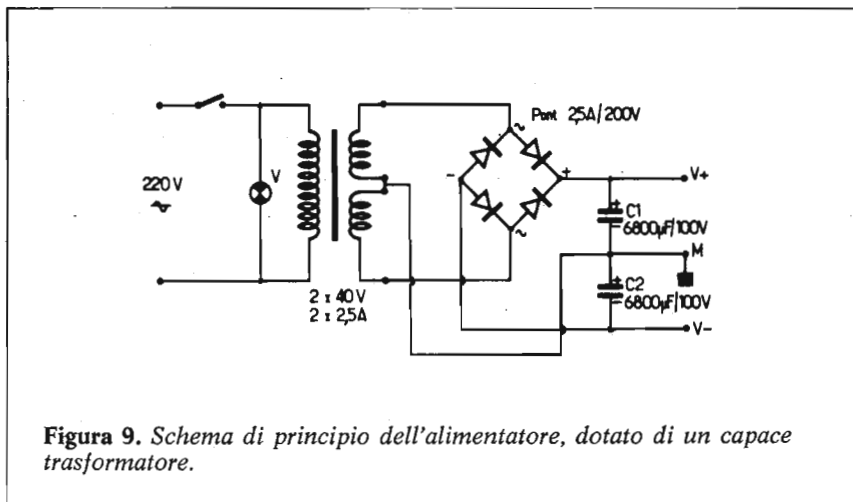 Pont 2,5A/200V
~
V
220V
~
-
+
V+
+
C1
-
6800µF/100V
M
~
2 x 40V
2 x 2,5A
+
C2
-
6800µF/100V
V-
Figura 9. Schema di principio dell'alimentatore, dotato di un capace
trasformatore.